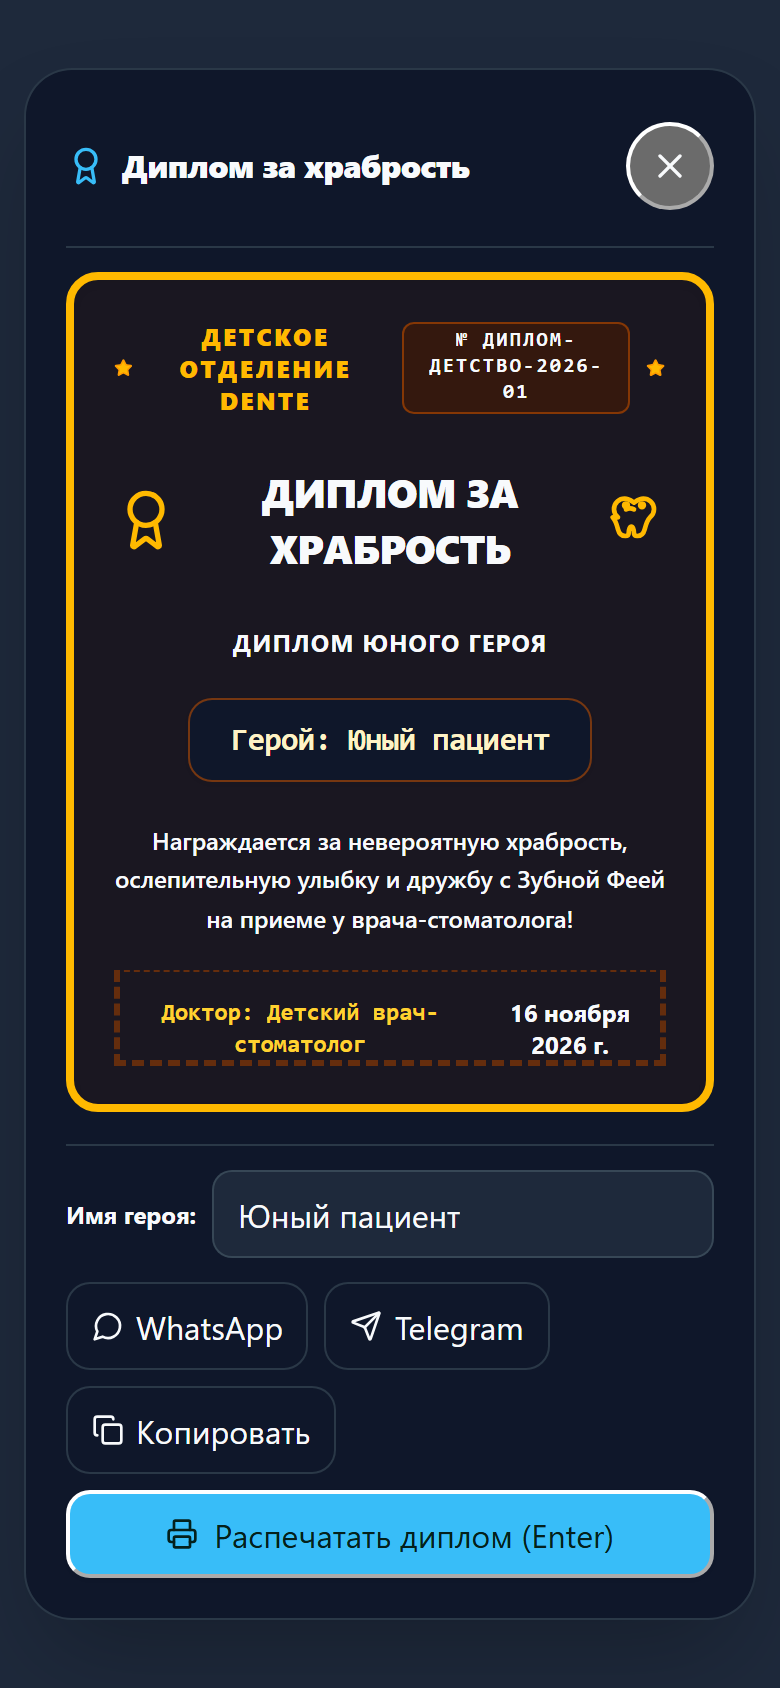 Диплом за храбрость
ДЕТСКОЕ
ОТДЕЛЕНИЕ
DENTE
№ ДИПЛОМ-
ДЕТСТВО-2026-
01
ДИПЛОМ ЗА
ХРАБРОСТЬ
ДИПЛОМ ЮНОГО ГЕРОЯ
Герой: Юный пациент
Награждается за невероятную храбрость,
ослепительную улыбку и дружбу с Зубной Феей
на приеме у врача-стоматолога!
Доктор: Детский врач-
стоматолог
16 ноября
2026 г.
Имя героя:
Юный пациент
WhatsApp
Telegram
Копировать
Распечатать диплом (Enter)